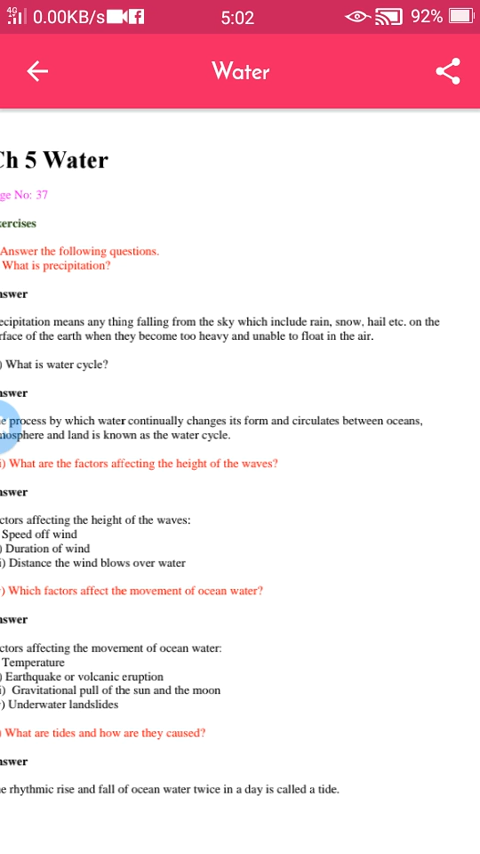 4G 0.00KB/s 5:02 92%
Water
Ch 5 Water
ge No: 37
ercises
Answer the following questions.
What is precipitation?
nswer
ecipitation means any thing falling from the sky which include rain, snow, hail etc. on the
rface of the earth when they become too heavy and unable to float in the air.
) What is water cycle?
nswer
e process by which water continually changes its form and circulates between oceans,
mosphere and land is known as the water cycle.
i) What are the factors affecting the height of the waves?
nswer
ctors affecting the height of the waves:
Speed off wind
) Duration of wind
i) Distance the wind blows over water
) Which factors affect the movement of ocean water?
nswer
ctors affecting the movement of ocean water:
Temperature
) Earthquake or volcanic eruption
i) Gravitational pull of the sun and the moon
) Underwater landslides
What are tides and how are they caused?
nswer
e rhythmic rise and fall of ocean water twice in a day is called a tide.